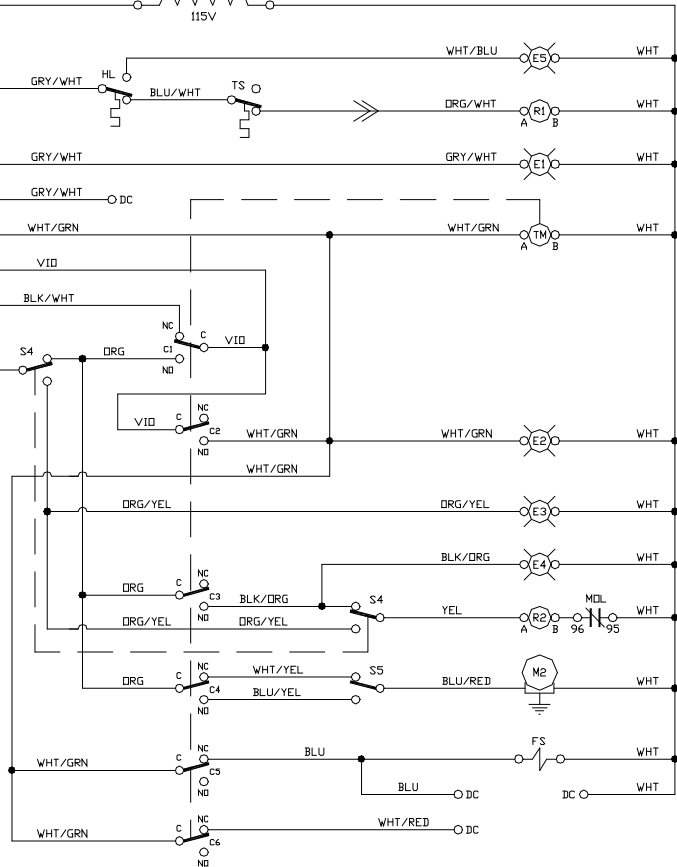 115V
WHT/BLU E5 WHT
HL
GRY/WHT BLU/WHT TS ORG/WHT R1 WHT
A B
GRY/WHT GRY/WHT E1 WHT
GRY/WHT DC
WHT/GRN WHT/GRN TM WHT
A B
VIO
BLK/WHT
NC C
S4 ORG C1 VIO
NO
NC
VIO C C2 WHT/GRN WHT/GRN E2 WHT
NO
WHT/GRN
ORG/YEL ORG/YEL E3 WHT
BLK/ORG E4 WHT
NC
ORG C C3 BLK/ORG S4 MOL
NO YEL R2 WHT
ORG/YEL ORG/YEL A B 96 95
NC WHT/YEL S5 M2
ORG C C4 BLU/RED WHT
BLU/YEL
NO
NC BLU FS WHT
WHT/GRN C C5
NO BLU DC DC WHT
NC WHT/RED DC
WHT/GRN C C6
NO